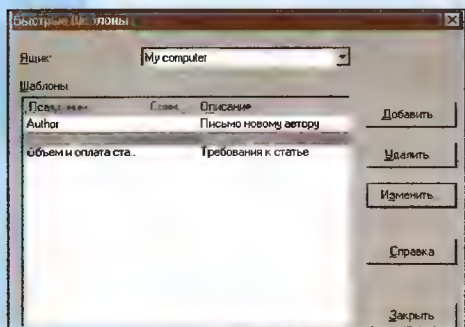 Быстрые Шаблоны
Ящик: My computer
Шаблоны
Описание
Author Письмо новому автору
Объем и оплата ста.. Требования к статье
Добавить
Удалить
Изменить...
Справка
Закрыть